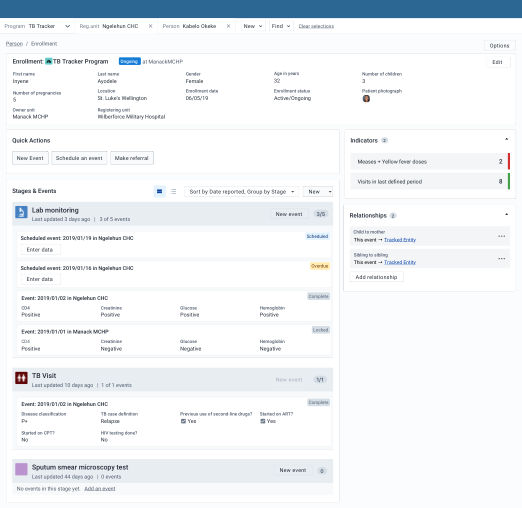 Program TB Tracker Reg unit Ngelehun CHC Person Kabelo Okeke New Find Clear selections
Person / Enrollment
Options
Enrollment: TB Tracker Program Ongoing at ManackMCHP
Edit
First name Last name Gender Age in years Number of children
Inyene Ayodele Female 32 3
Number of pregnancies Location Enrollment date Enrollment status Patient photograph
5 St. Luke's Wellington 06/05/19 Active/Ongoing
Owner unit Registering unit
Manack MCHP Wilberforce Military Hospital
Quick Actions
New Event Schedule an event Make referral
Indicators 2
Meases + Yellow fever doses 2
Visits in last defined period 8
Stages & Events
Sort by Date reported, Group by Stage New
Lab monitoring
Last updated 3 days ago | 3 of 5 events
New event 3/5
Scheduled event: 2019/01/19 in Ngelehun CHC Scheduled
Enter data
Scheduled event: 2019/01/16 in Ngelehun CHC Overdue
Enter data
Event: 2019/01/02 in Ngelehun CHC Complete
CD4 Creatinine Glucose Hemoglobin
Positive Positive Positive Positive
Event: 2019/01/01 in Manack MCHP Locked
CD4 Creatinine Glucose Hemoglobin
Positive Negative Negative Negative
TB Visit
Last updated 10 days ago | 1 of 1 events
New event 1/1
Event: 2019/01/02 in Ngelehun CHC Complete
Disease classification TB case definition Previous use of second-line drugs? Started on ART?
P+ Relapse Yes Yes
Started on CPT? HIV testing done?
No No
Sputum smear microscopy test
Last updated 44 days ago | 0 events
New event 0
No events in this stage yet Add an event
Relationships 2
Child to mother
This event → Tracked Entity
Sibling to sibling
This event → Tracked Entity
Add relationship